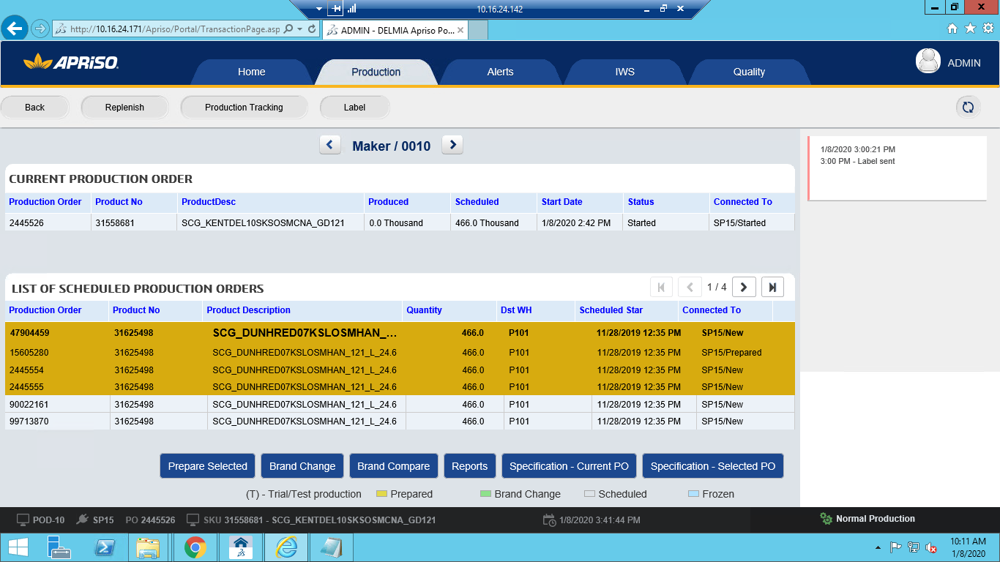 10.16.24.142
http://10.16.24.171/Apriso/Portal/TransactionPage.asp
ADMIN - DELMIA Apriso Po...
APRISO
Home
Production
Alerts
IWS
Quality
ADMIN
Back
Replenish
Production Tracking
Label
Maker / 0010
1/8/2020 3:00:21 PM
3:00 PM - Label sent
CURRENT PRODUCTION ORDER
Production Order Product No ProductDesc Produced Scheduled Start Date Status Connected To
2445526 31558681 SCG_KENTDEL10SKSOSMCNA_GD121 0.0 Thousand 466.0 Thousand 1/8/2020 2:42 PM Started SP15/Started
LIST OF SCHEDULED PRODUCTION ORDERS
1 / 4
Production Order Product No Product Description Quantity Dst WH Scheduled Star Connected To
47904459 31625498 SCG_DUNHRED07KSLOSMHAN_... 466.0 P101 11/28/2019 12:35 PM SP15/New
15605280 31625498 SCG_DUNHRED07KSLOSMHAN_121_L_24.6 466.0 P101 11/28/2019 12:35 PM SP15/Prepared
2445554 31625498 SCG_DUNHRED07KSLOSMHAN_121_L_24.6 466.0 P101 11/28/2019 12:35 PM SP15/New
2445555 31625498 SCG_DUNHRED07KSLOSMHAN_121_L_24.6 466.0 P101 11/28/2019 12:35 PM SP15/New
90022161 31625498 SCG_DUNHRED07KSLOSMHAN_121_L_24.6 466.0 P101 11/28/2019 12:35 PM SP15/New
99713870 31625498 SCG_DUNHRED07KSLOSMHAN_121_L_24.6 466.0 P101 11/28/2019 12:35 PM SP15/New
Prepare Selected
Brand Change
Brand Compare
Reports
Specification - Current PO
Specification - Selected PO
(T) - Trial/Test production Prepared Brand Change Scheduled Frozen
POD-10 SP15 PO 2445526 SKU 31558681 - SCG_KENTDEL10SKSOSMCNA_GD121 1/8/2020 3:41:44 PM Normal Production
10:11 AM
1/8/2020